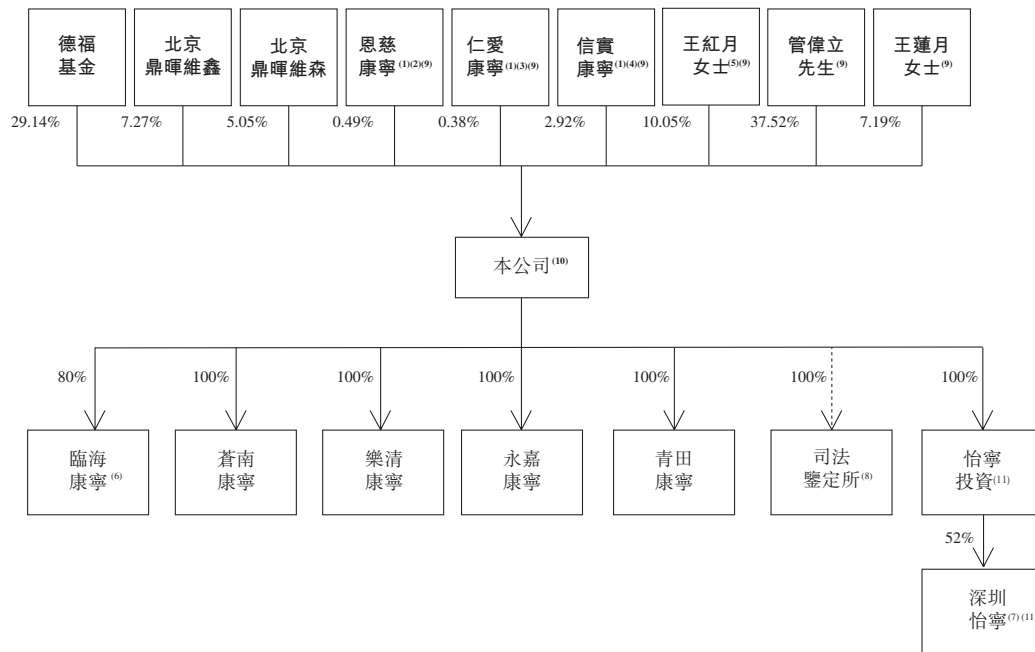 德福
基金
北京
鼎暉維鑫
北京
鼎暉維森
恩慈
康寧(1)(2)(9)
仁愛
康寧(1)(3)(9)
信實
康寧(1)(4)(9)
王紅月
女士(5)(9)
管偉立
先生(9)
王蓮月
女士(9)
29.14%
7.27%
5.05%
0.49%
0.38%
2.92%
10.05%
37.52%
7.19%
本公司(10)
80%
100%
100%
100%
100%
100%
100%
臨海
康寧(6)
蒼南
康寧
樂清
康寧
永嘉
康寧
青田
康寧
司法
鑒定所(8)
怡寧
投資(11)
52%
深圳
怡寧(7)(11)